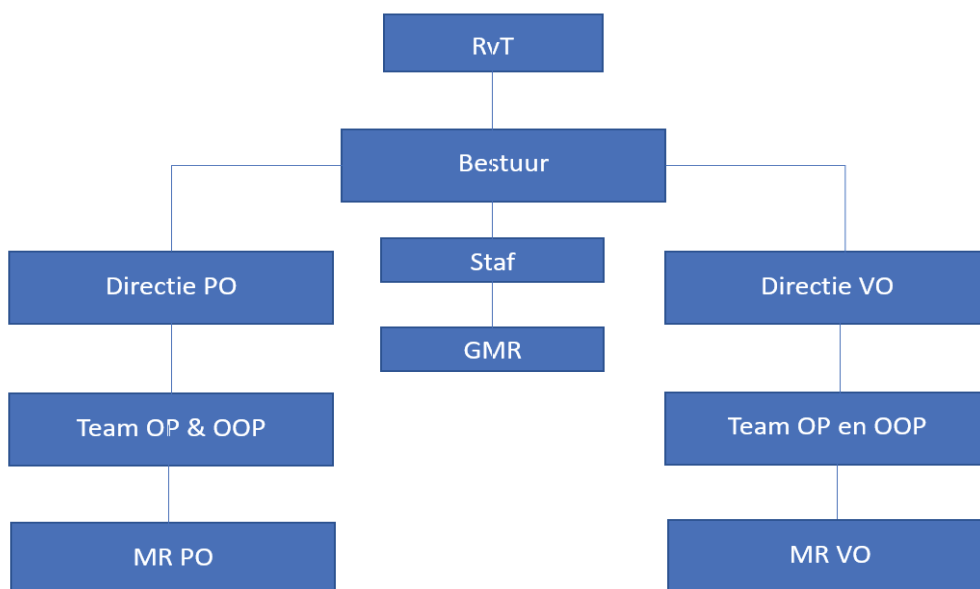 RvT
Bestuur
Staf
GMR
Directie PO
Team OP & OOP
MR PO
Directie VO
Team OP en OOP
MR VO